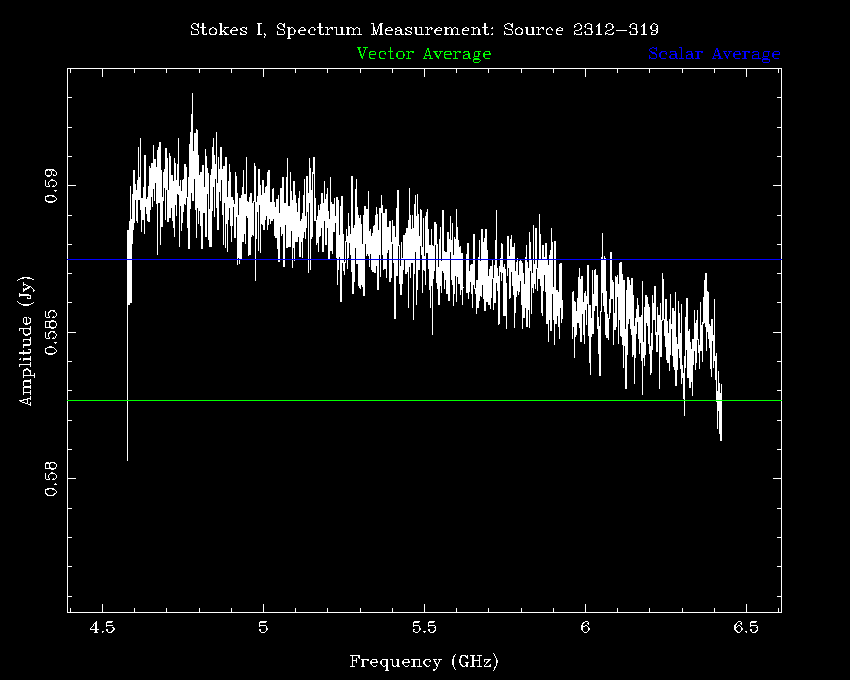 Stokes I, Spectrum Measurement: Source 2312−319
Vector Average
Scalar Average
0.59
0.585
0.58
Amplitude (Jy)
4.5 5 5.5 6 6.5
Frequency (GHz)